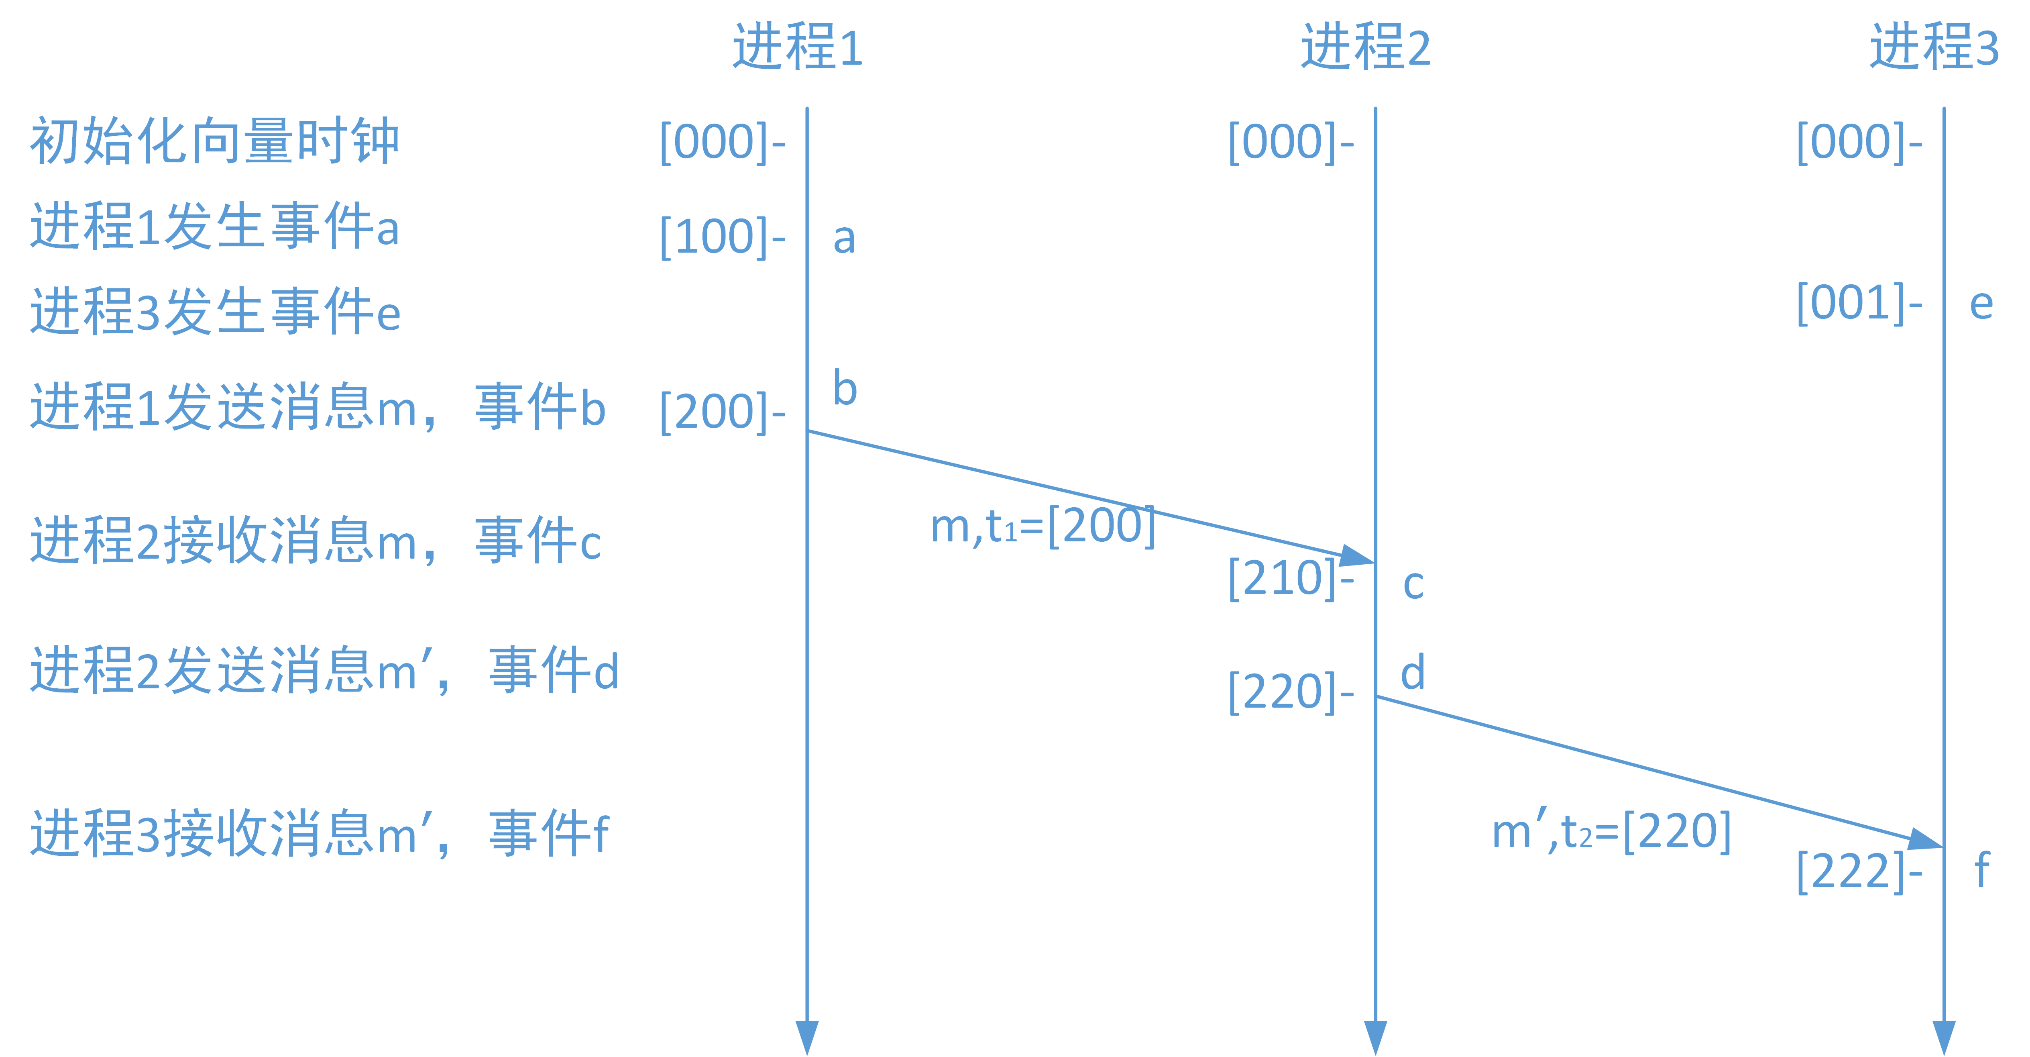 进程1 进程2 进程3
初始化向量时钟 [000]- [000]- [000]-
进程1发生事件a [100]- a
进程3发生事件e [001]- e
进程1发送消息m，事件b [200]- b
m,t₁=[200]
进程2接收消息m，事件c [210]- c
进程2发送消息m′，事件d [220]- d
m′,t₂=[220]
进程3接收消息m′，事件f [222]- f